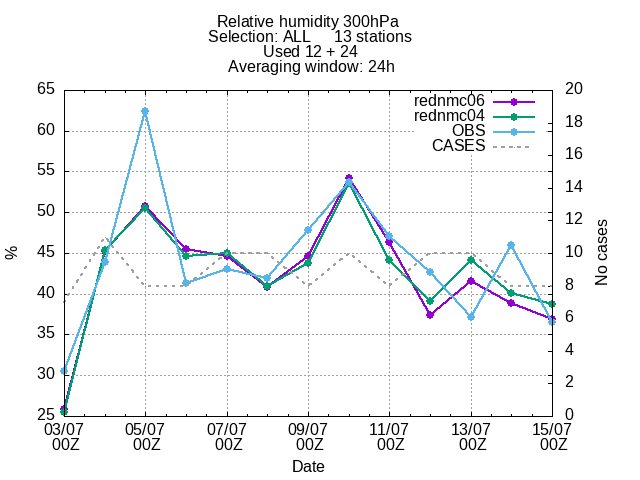 Relative humidity 300hPa
Selection: ALL 13 stations
Used 12 + 24
Averaging window: 24h
65
60
55
50
45
40
35
30
25
%
20
18
16
14
12
10
8
6
4
2
0
No cases
rednmc06
rednmc04
OBS
CASES
03/07 05/07 07/07 09/07 11/07 13/07 15/07
00Z 00Z 00Z 00Z 00Z 00Z 00Z
Date